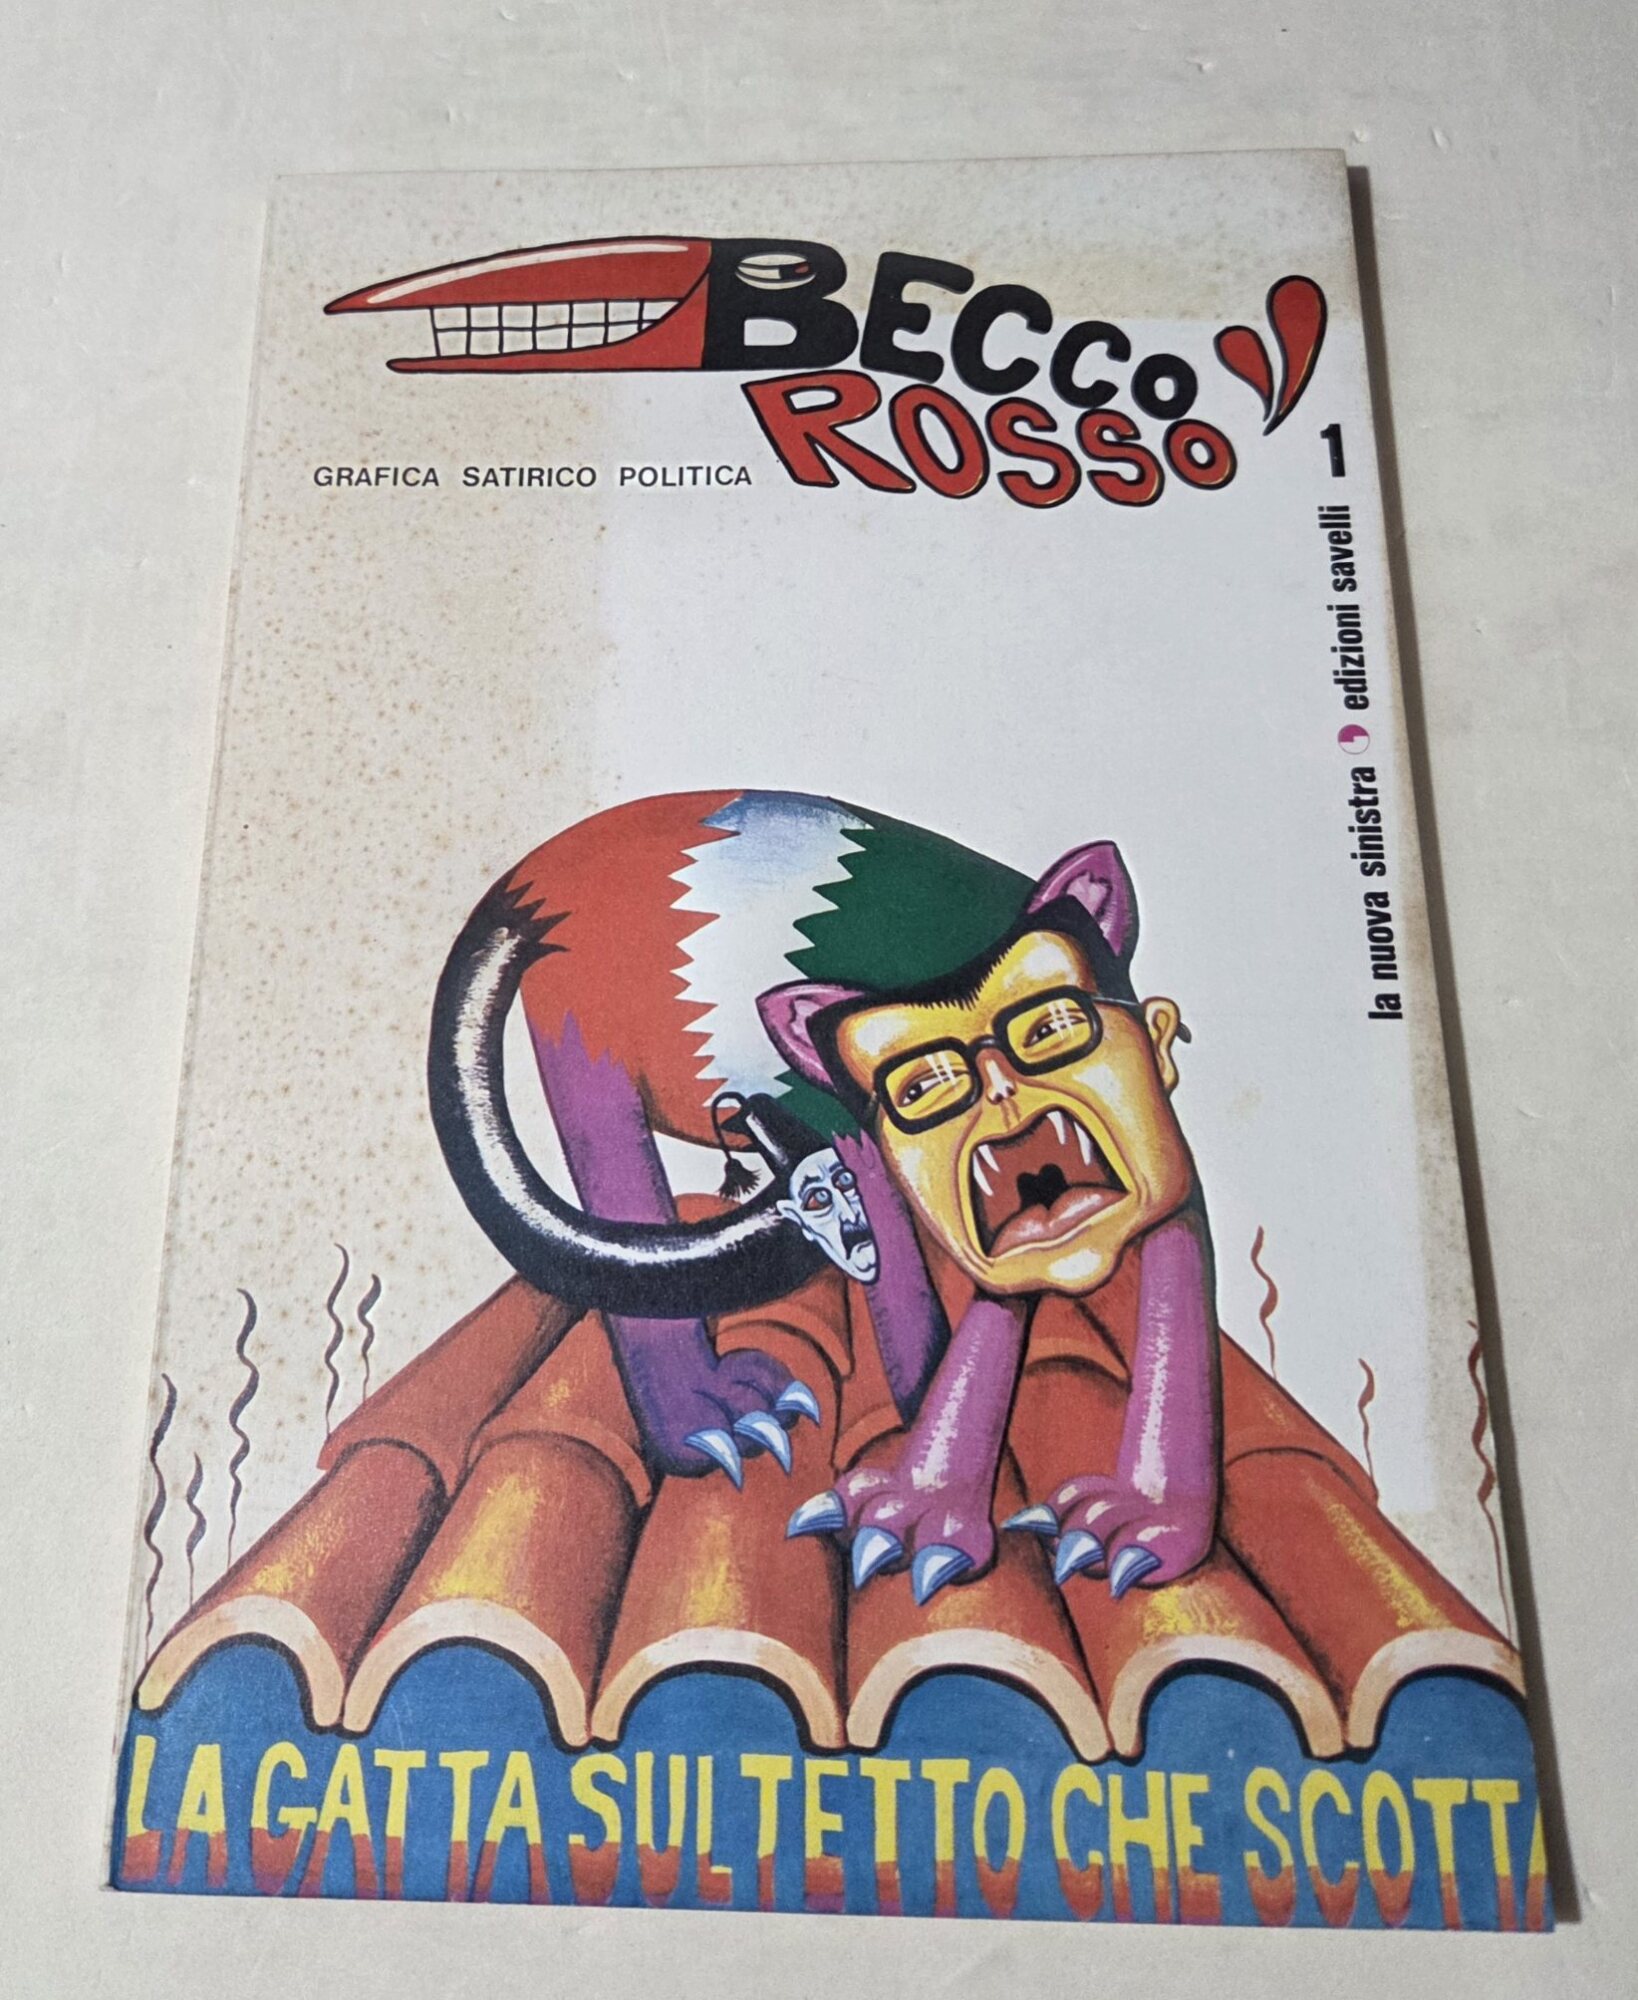 BECCO
ROSSO
GRAFICA SATIRICO POLITICA
1
la nuova sinistra edizioni savelli
LA GATTA SUL TETTO CHE SCOTTA